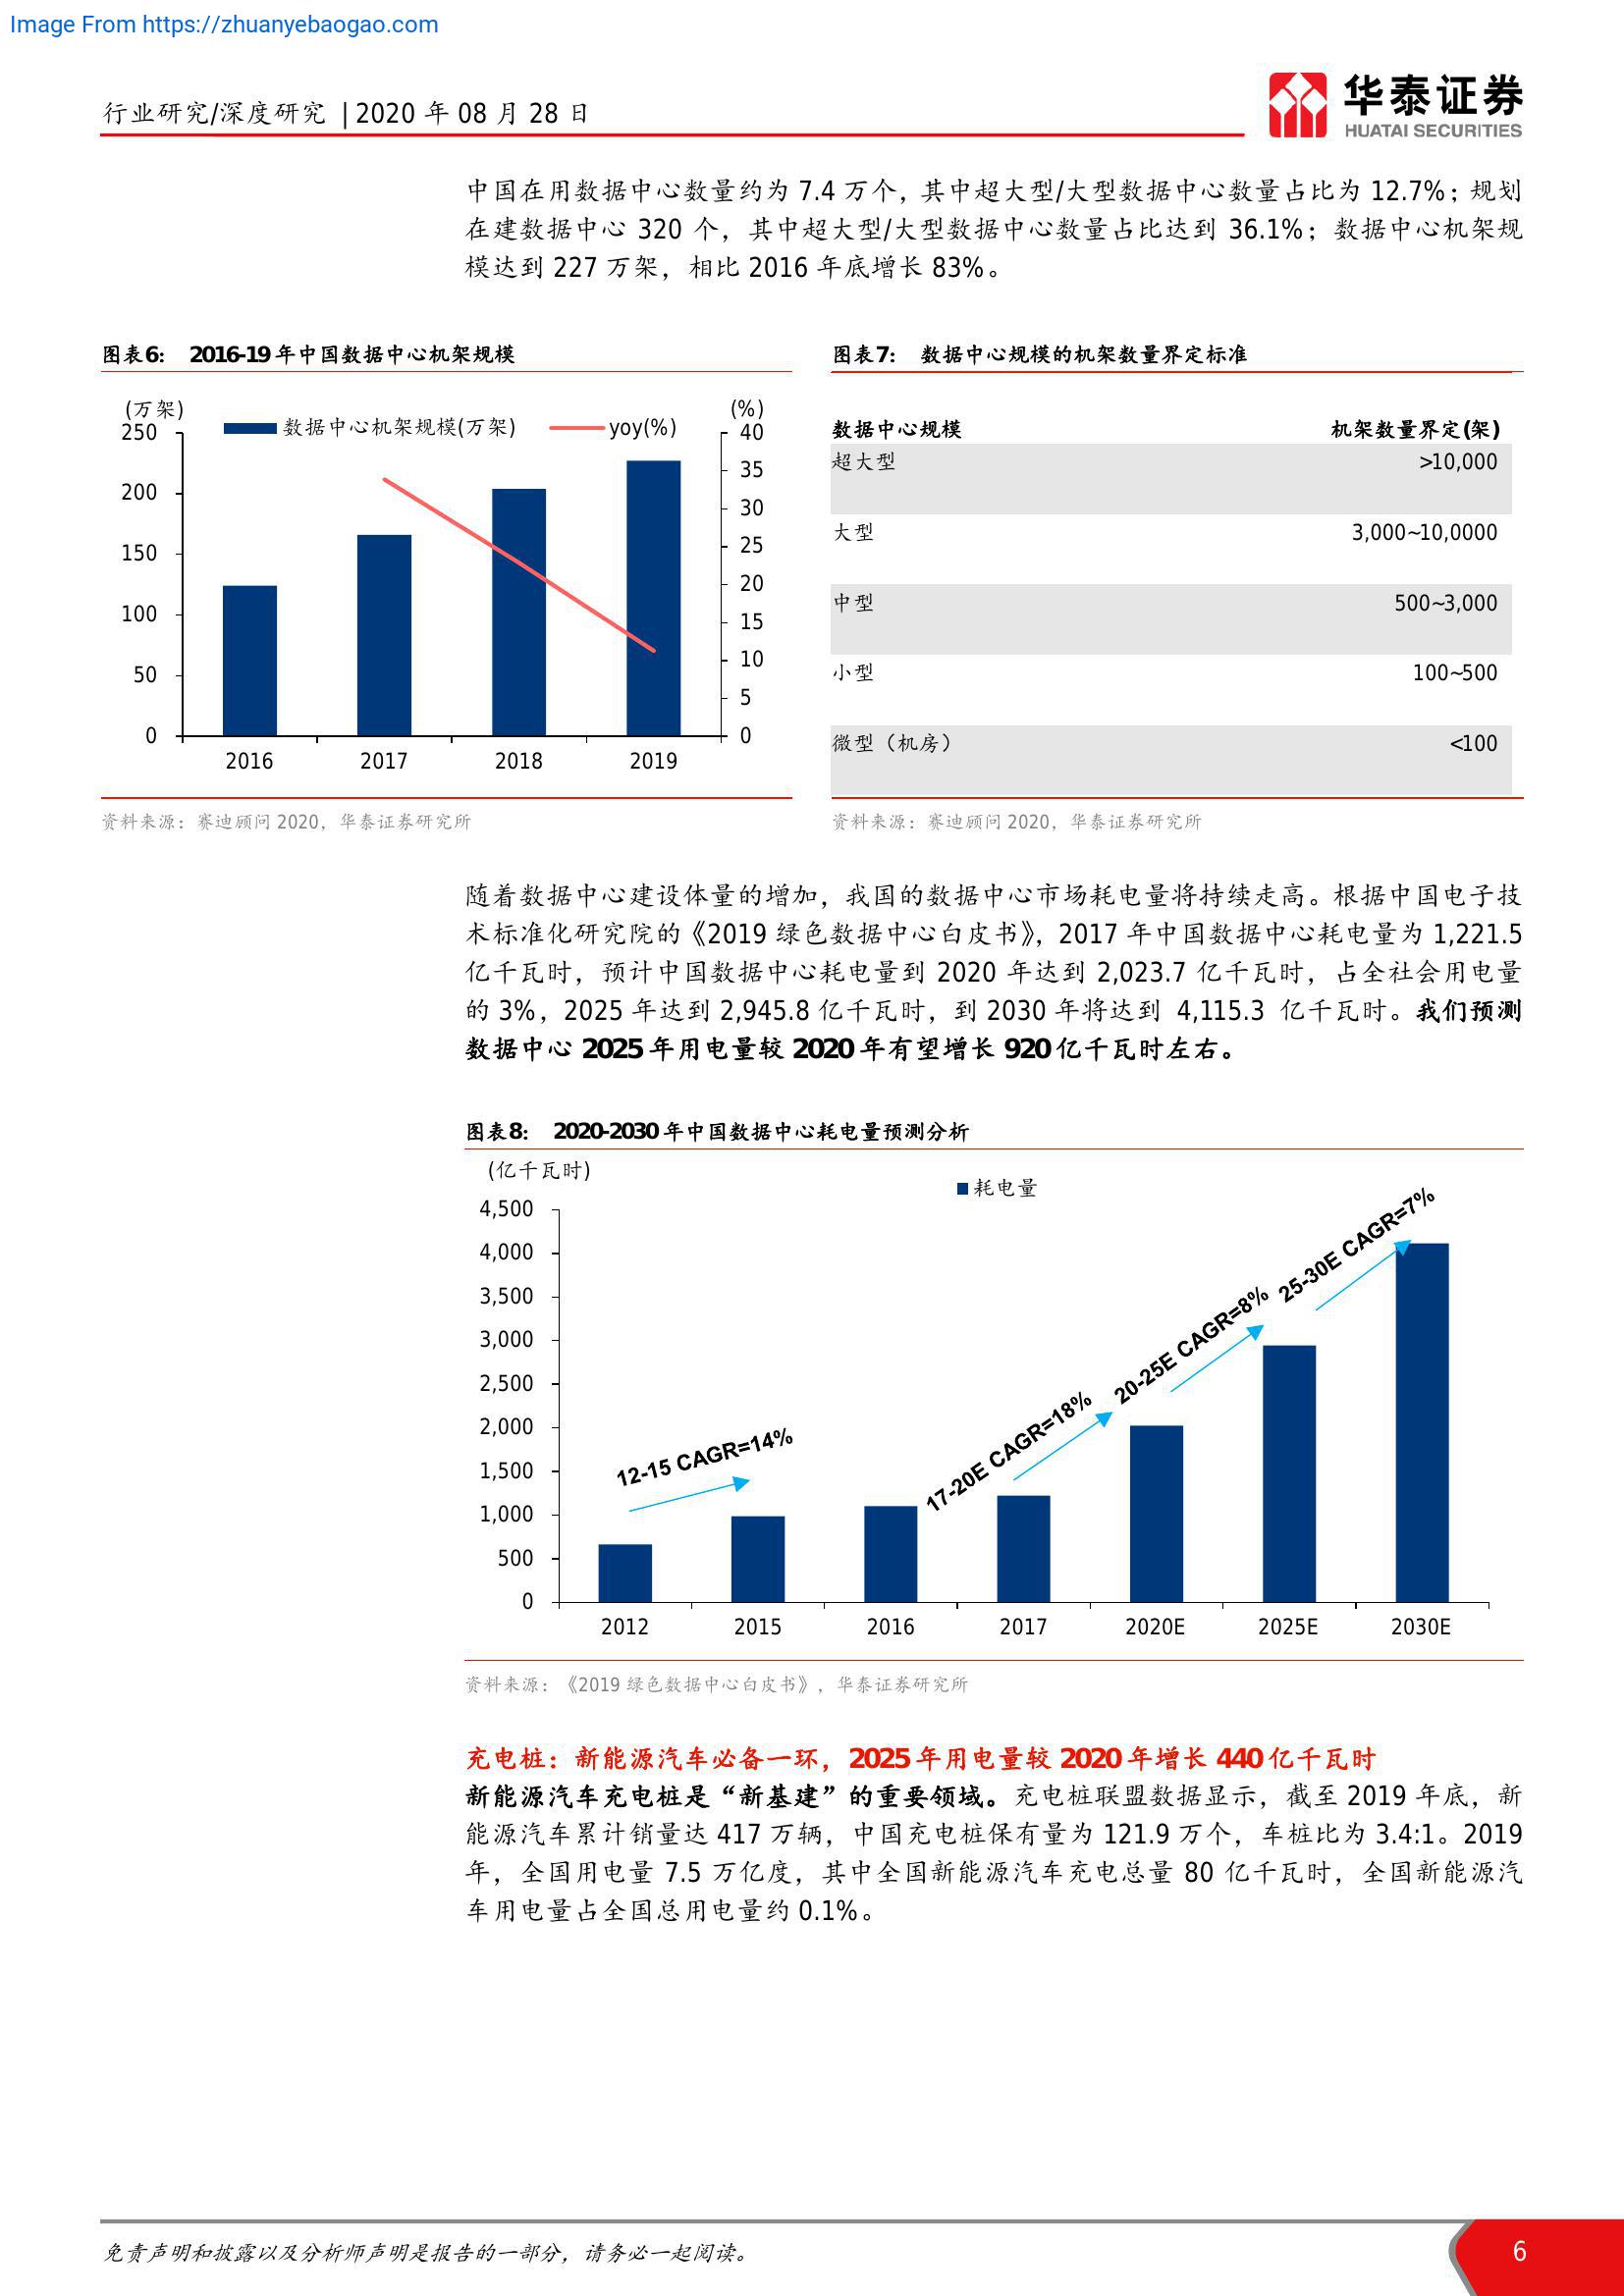 Image From https://zhuanyebaogao.com
行业研究/深度研究 | 2020 年 08 月 28 日
华泰证券
HUATAI SECURITIES
中国在用数据中心数量约为 7.4 万个，其中超大型/大型数据中心数量占比为 12.7%；规划
在建数据中心 320 个，其中超大型/大型数据中心数量占比达到 36.1%；数据中心机架规
模达到 227 万架，相比 2016 年底增长 83%。
图表6： 2016-19 年中国数据中心机架规模
(万架)
(%)
数据中心机架规模(万架) yoy(%)
250
200
150
100
50
0
40
35
30
25
20
15
10
5
0
2016 2017 2018 2019
资料来源：赛迪顾问 2020，华泰证券研究所
图表7： 数据中心规模的机架数量界定标准
数据中心规模 机架数量界定(架)
超大型 >10,000
大型 3,000~10,0000
中型 500~3,000
小型 100~500
微型（机房） <100
资料来源：赛迪顾问 2020，华泰证券研究所
随着数据中心建设体量的增加，我国的数据中心市场耗电量将持续走高。根据中国电子技
术标准化研究院的《2019 绿色数据中心白皮书》，2017 年中国数据中心耗电量为 1,221.5
亿千瓦时，预计中国数据中心耗电量到 2020 年达到 2,023.7 亿千瓦时，占全社会用电量
的 3%，2025 年达到 2,945.8 亿千瓦时，到 2030 年将达到 4,115.3 亿千瓦时。我们预测
数据中心 2025 年用电量较 2020 年有望增长 920 亿千瓦时左右。
图表8： 2020-2030 年中国数据中心耗电量预测分析
(亿千瓦时)
耗电量
4,500
4,000
3,500
3,000
2,500
2,000
1,500
1,000
500
0
12-15 CAGR=14%
17-20E CAGR=18%
20-25E CAGR=8%
25-30E CAGR=7%
2012 2015 2016 2017 2020E 2025E 2030E
资料来源：《2019 绿色数据中心白皮书》，华泰证券研究所
充电桩：新能源汽车必备一环，2025 年用电量较 2020 年增长 440 亿千瓦时
新能源汽车充电桩是“新基建”的重要领域。充电桩联盟数据显示，截至 2019 年底，新
能源汽车累计销量达 417 万辆，中国充电桩保有量为 121.9 万个，车桩比为 3.4:1。2019
年，全国用电量 7.5 万亿度，其中全国新能源汽车充电总量 80 亿千瓦时，全国新能源汽
车用电量占全国总用电量约 0.1%。
免责声明和披露以及分析师声明是报告的一部分，请务必一起阅读。
6